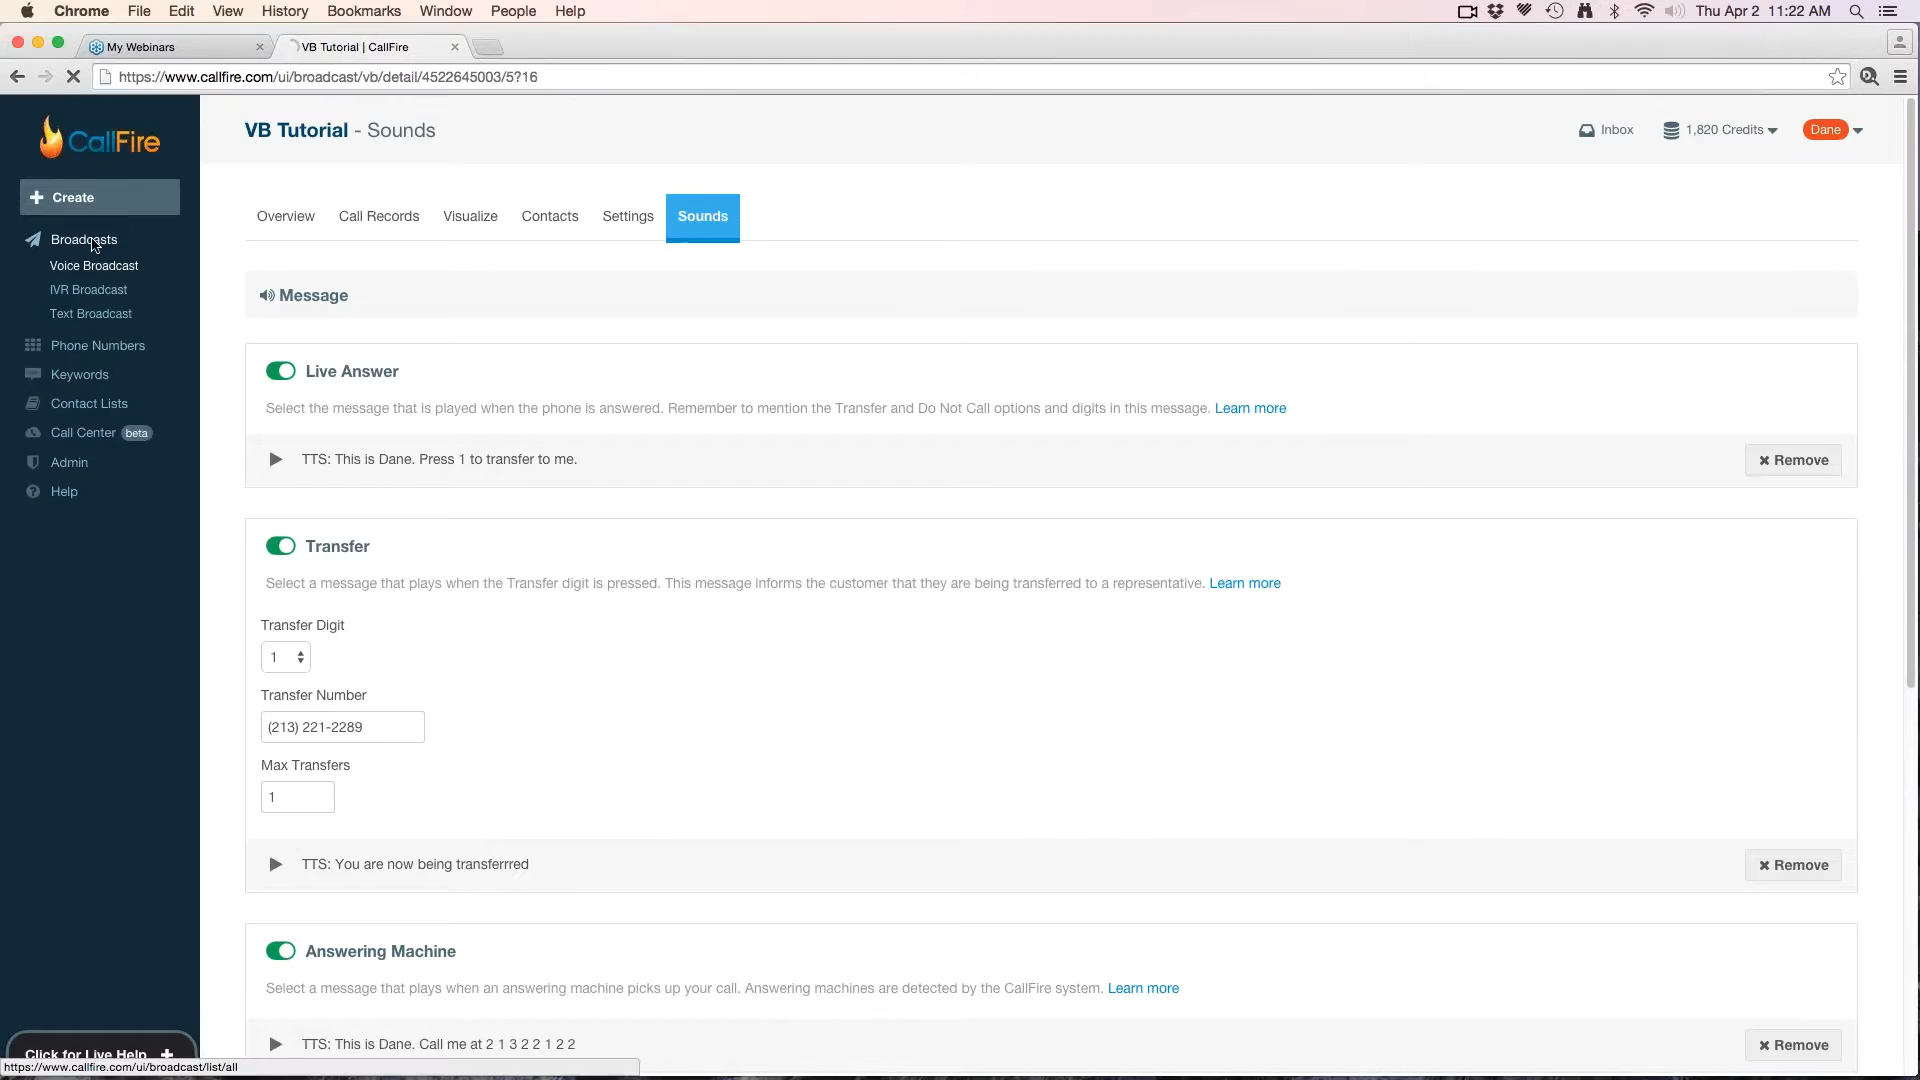 Chrome File Edit View History Bookmarks Window People Help Thu Apr 2 11:22 AM
My Webinars
VB Tutorial | CallFire
https://www.callfire.com/ui/broadcast/vb/detail/4522645003/5?16
CallFire
VB Tutorial - Sounds
Inbox
1,820 Credits
Dane
Create
Broadcasts
Voice Broadcast
IVR Broadcast
Text Broadcast
Phone Numbers
Keywords
Contact Lists
Call Center beta
Admin
Help
Overview Call Records Visualize Contacts Settings Sounds
Message
Live Answer
Select the message that is played when the phone is answered. Remember to mention the Transfer and Do Not Call options and digits in this message. Learn more
TTS: This is Dane. Press 1 to transfer to me.
Remove
Transfer
Select a message that plays when the Transfer digit is pressed. This message informs the customer that they are being transferred to a representative. Learn more
Transfer Digit
1
Transfer Number
(213) 221-2289
Max Transfers
1
TTS: You are now being transferrred
Remove
Answering Machine
Select a message that plays when an answering machine picks up your call. Answering machines are detected by the CallFire system. Learn more
TTS: This is Dane. Call me at 2 1 3 2 2 1 2 2
Remove
Click for Live Help
https://www.callfire.com/ui/broadcast/list/all